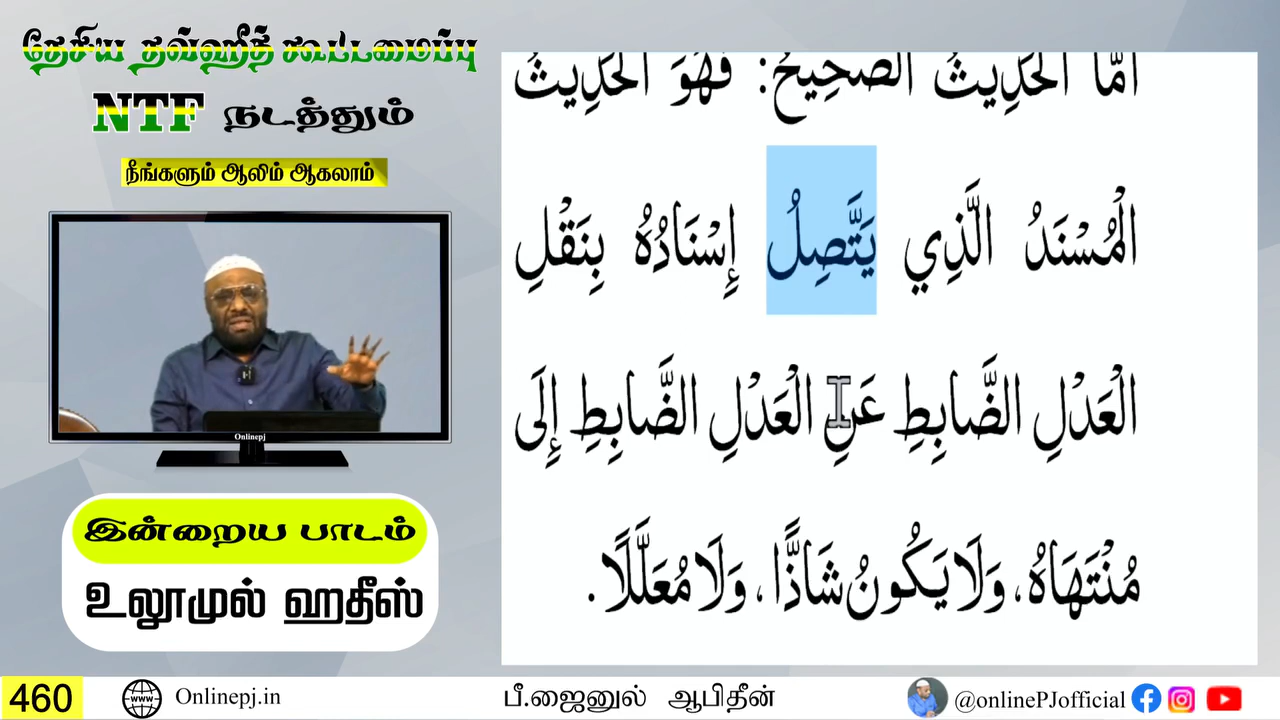 தேசிய தவ்ஹீத் கூட்டமைப்பு
NTF நடத்தும்
நீங்களும் ஆலிம் ஆகலாம்
Onlinepj
இன்றைய பாடம்
உலூமுல் ஹதீஸ்
أَمَّا الْحَدِيثُ الصَّحِيحُ: فَهُوَ الْحَدِيثُ
الْمُسْنَدُ الَّذِي يَتَّصِلُ إِسْنَادُهُ بِنَقْلِ
الْعَدْلِ الضَّابِطِ عَنِ الْعَدْلِ الضَّابِطِ إِلَى
مُنْتَهَاهُ، وَلَا يَكُونُ شَاذًّا، وَلَا مُعَلَّلًا.
460
WWW
Onlinepj.in
பீ.ஜைனுல் ஆபிதீன்
@onlinePJofficial